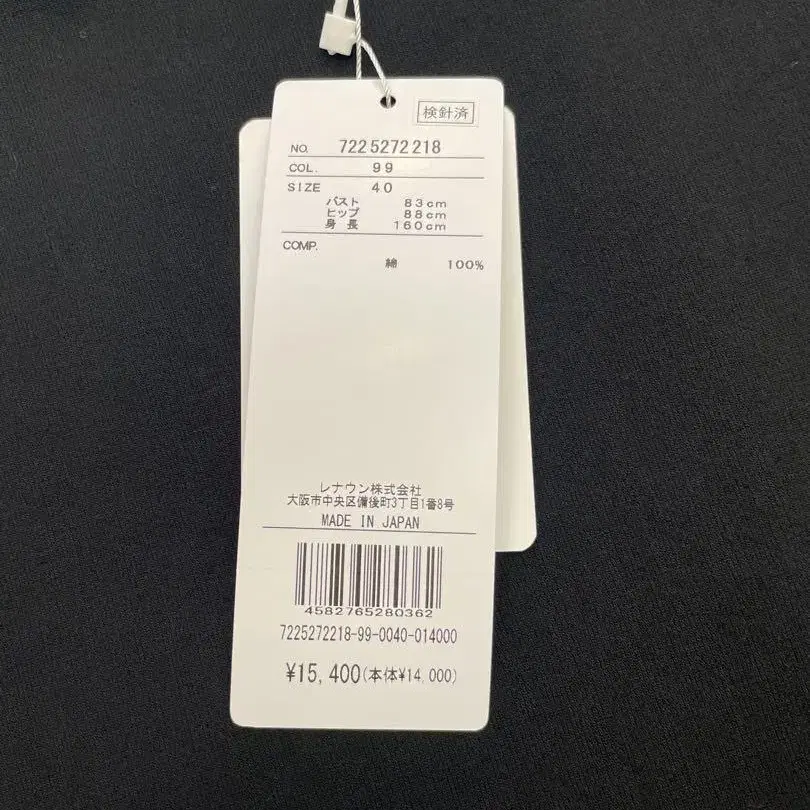 検針済
NO. 7225272218
COL. 99
SIZE 40
バスト 83cm
ヒップ 88cm
身長 160cm
COMP.
綿 100%
レナウン株式会社
大阪市中央区備後町3丁目1番8号
MADE IN JAPAN
4582765280362
7225272218-99-0040-014000
¥15,400(本体¥14,000)